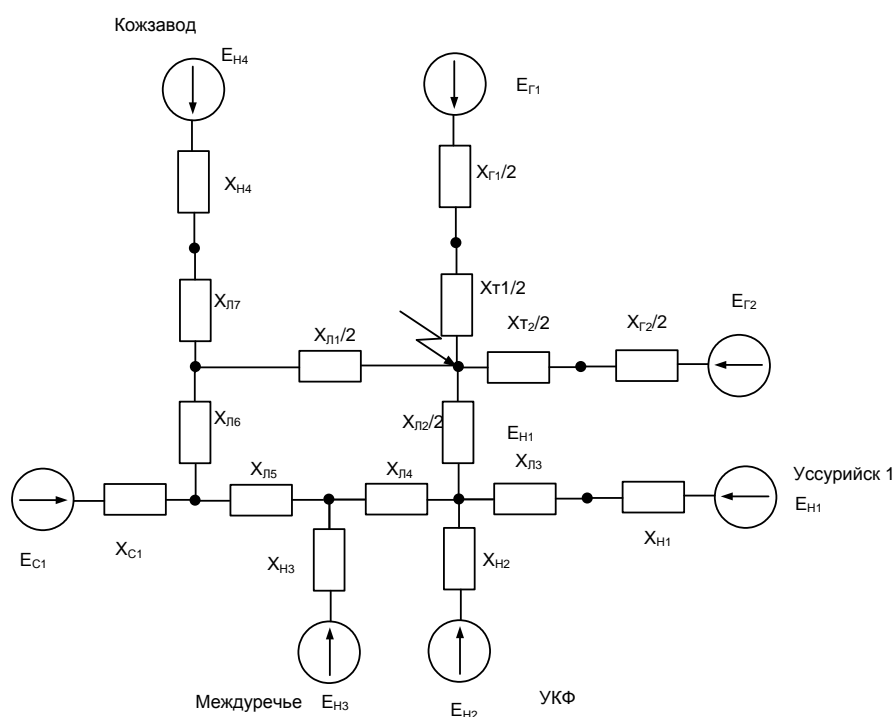 Кожзавод
EН4
EГ1
XН4
XГ1/2
XЛ7
Xт1/2
EГ2
XЛ1/2
Xт2/2
XГ2/2
XЛ6
XЛ2/2
EН1
XЛ5
XЛ4
XЛ3
Уссурийск 1
EН1
EС1
XС1
XН3
XН2
XН1
Междуречье
EН3
EН2
УКФ